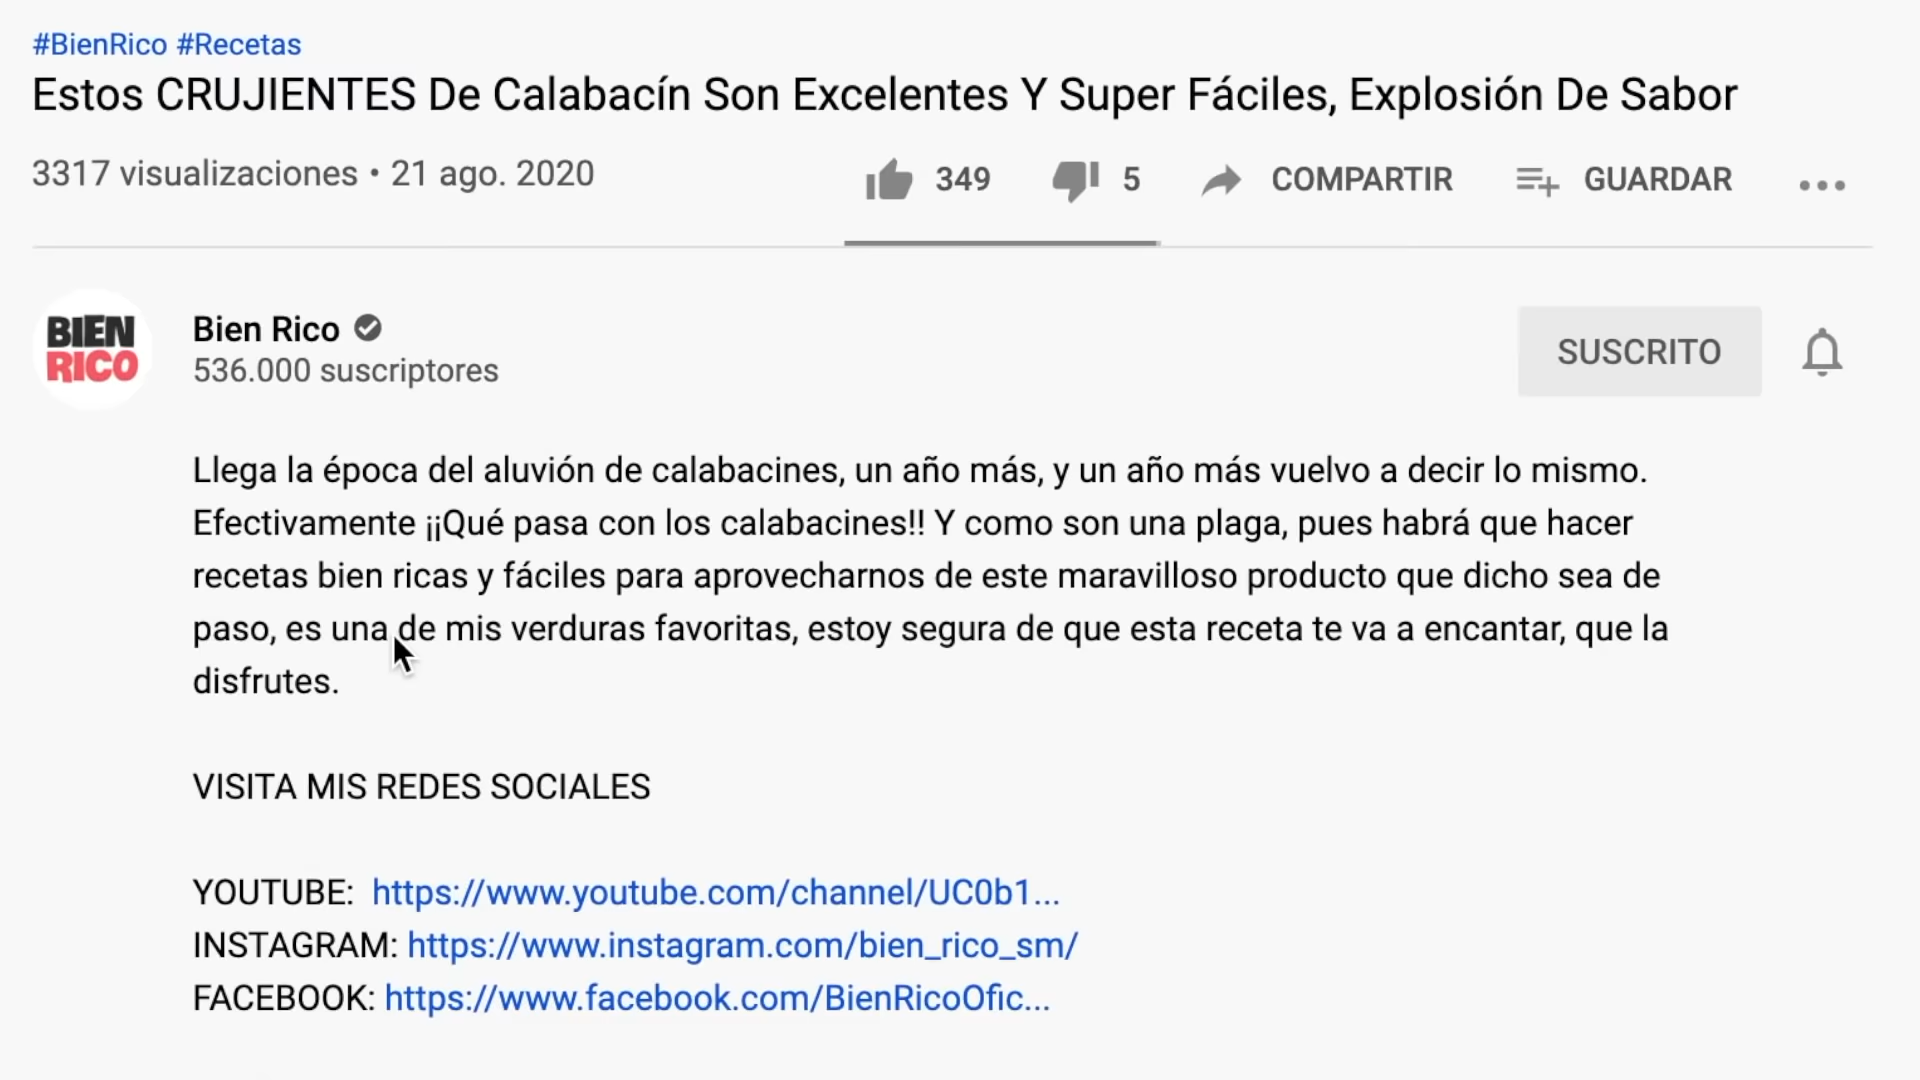 #BienRico #Recetas
Estos CRUJIENTES De Calabacín Son Excelentes Y Super Fáciles, Explosión De Sabor
3317 visualizaciones • 21 ago. 2020
349 5 COMPARTIR GUARDAR
BIEN
RICO
Bien Rico
536.000 suscriptores
SUSCRITO
Llega la época del aluvión de calabacines, un año más, y un año más vuelvo a decir lo mismo.
Efectivamente ¡¡Qué pasa con los calabacines!! Y como son una plaga, pues habrá que hacer
recetas bien ricas y fáciles para aprovecharnos de este maravilloso producto que dicho sea de
paso, es una de mis verduras favoritas, estoy segura de que esta receta te va a encantar, que la
disfrutes.
VISITA MIS REDES SOCIALES
YOUTUBE: https://www.youtube.com/channel/UC0b1...
INSTAGRAM: https://www.instagram.com/bien_rico_sm/
FACEBOOK: https://www.facebook.com/BienRicoOfic...